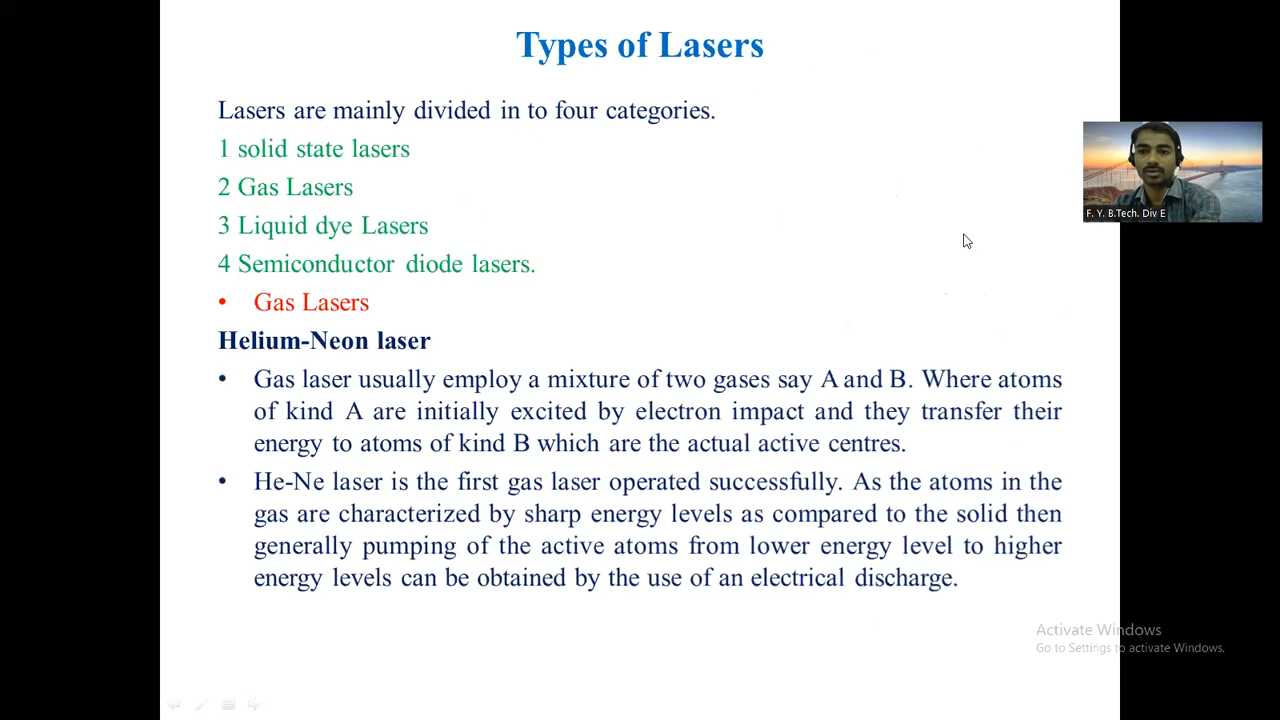 Types of Lasers
Lasers are mainly divided in to four categories.
1 solid state lasers
2 Gas Lasers
3 Liquid dye Lasers
4 Semiconductor diode lasers.
• Gas Lasers
Helium-Neon laser
• Gas laser usually employ a mixture of two gases say A and B. Where atoms
of kind A are initially excited by electron impact and they transfer their
energy to atoms of kind B which are the actual active centres.
• He-Ne laser is the first gas laser operated successfully. As the atoms in the
gas are characterized by sharp energy levels as compared to the solid then
generally pumping of the active atoms from lower energy level to higher
energy levels can be obtained by the use of an electrical discharge.
F. Y. B.Tech. Div E
Activate Windows
Go to Settings to activate Windows.